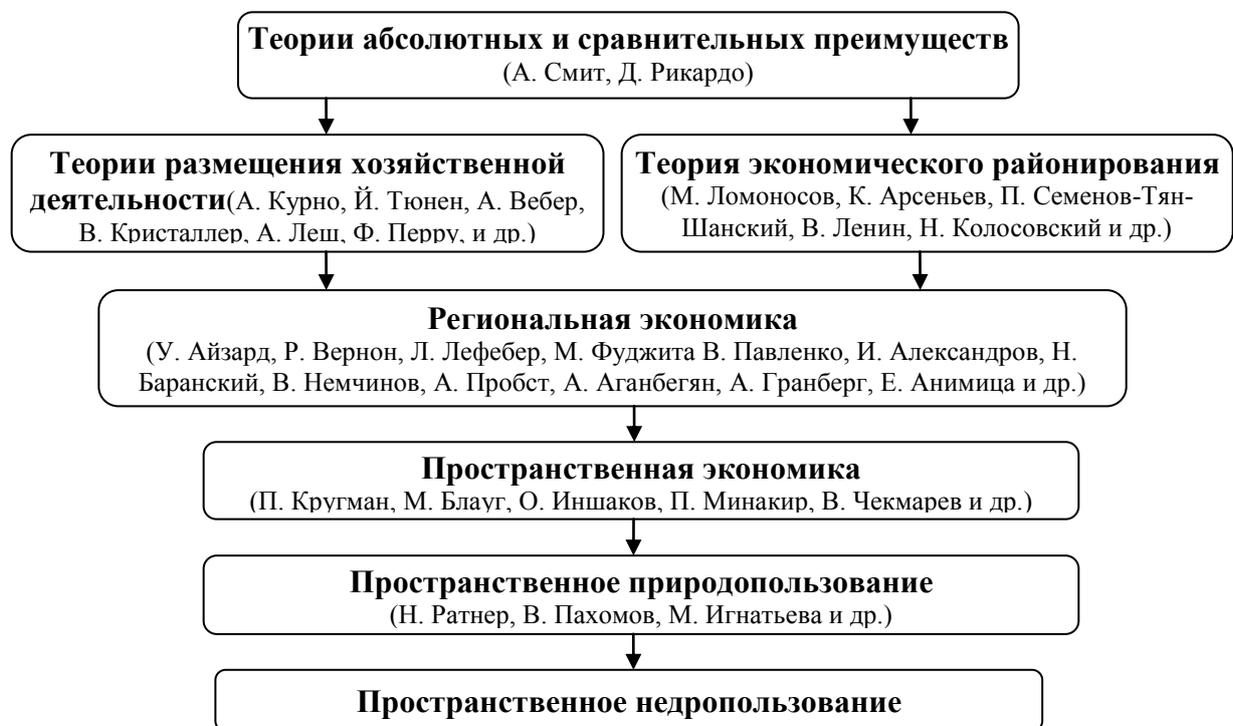 Теории абсолютных и сравнительных преимуществ
(А. Смит, Д. Рикардо)
Теории размещения хозяйственной
деятельности(А. Курно, Й. Тюнен, А. Вебер,
В. Кристаллер, А. Леш, Ф. Перру, и др.)
Теория экономического районирования
(М. Ломоносов, К. Арсеньев, П. Семенов-Тян-
Шанский, В. Ленин, Н. Колосовский и др.)
Региональная экономика
(У. Айзард, Р. Вернон, Л. Лефебер, М. Фуджита В. Павленко, И. Александров, Н.
Баранский, В. Немчинов, А. Пробст, А. Аганбегян, А. Гранберг, Е. Анимица и др.)
Пространственная экономика
(П. Кругман, М. Блауг, О. Иншаков, П. Минакир, В. Чекмарев и др.)
Пространственное природопользование
(Н. Ратнер, В. Пахомов, М. Игнатьева и др.)
Пространственное недропользование